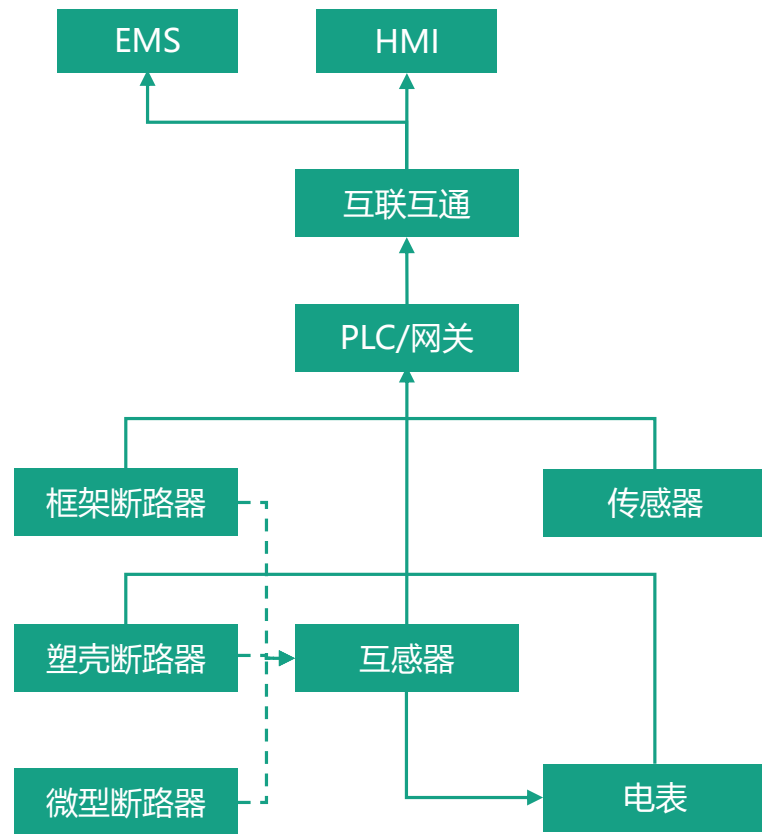 EMS
HMI
互联互通
PLC/网关
框架断路器
传感器
塑壳断路器
互感器
微型断路器
电表